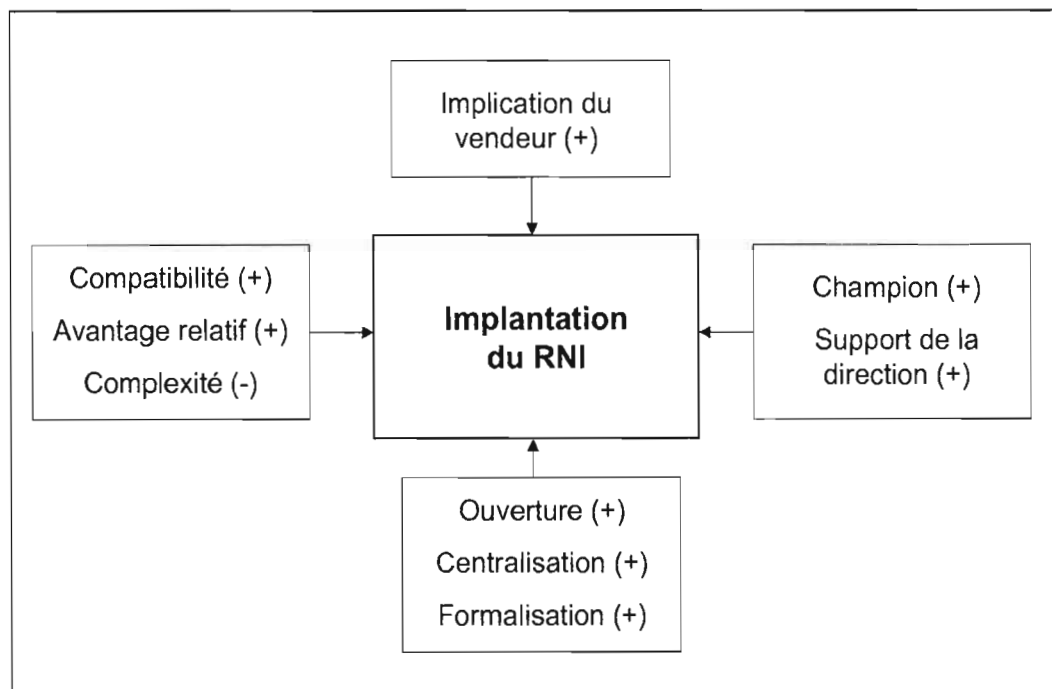 Implication du
vendeur (+)
Compatibilité (+)
Avantage relatif (+)
Complexité (-)
Implantation
du RNI
Champion (+)
Support de la
direction (+)
Ouverture (+)
Centralisation (+)
Formalisation (+)